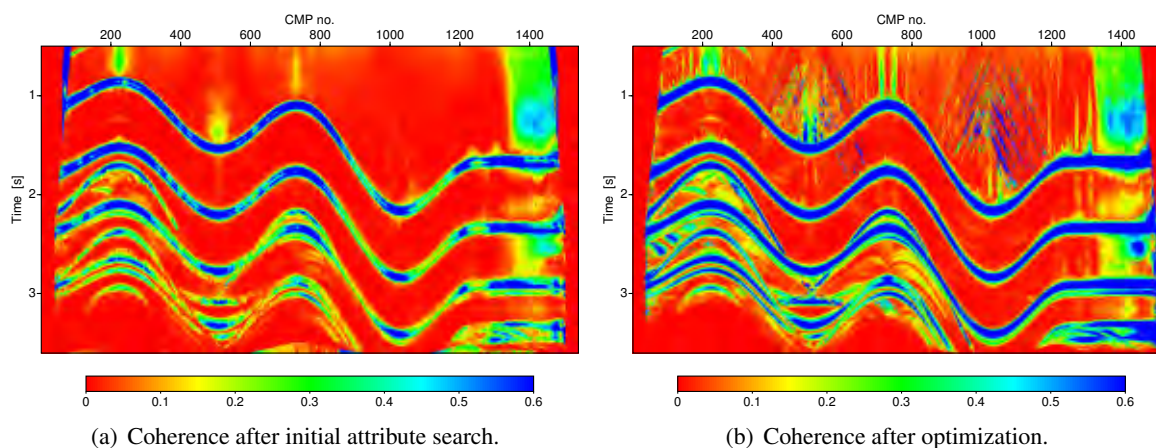 CMP no.
200 400 600 800 1000 1200 1400
Time [s]
1
2
3
0 0.1 0.2 0.3 0.4 0.5 0.6
(a) Coherence after initial attribute search.
CMP no.
200 400 600 800 1000 1200 1400
Time [s]
1
2
3
0 0.1 0.2 0.3 0.4 0.5 0.6
(b) Coherence after optimization.